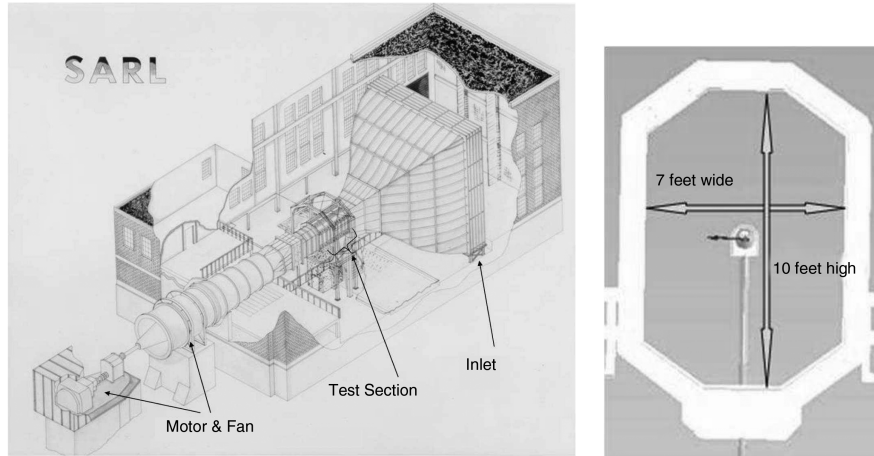 SARL
7 feet wide
10 feet high
Inlet
Test Section
Motor & Fan